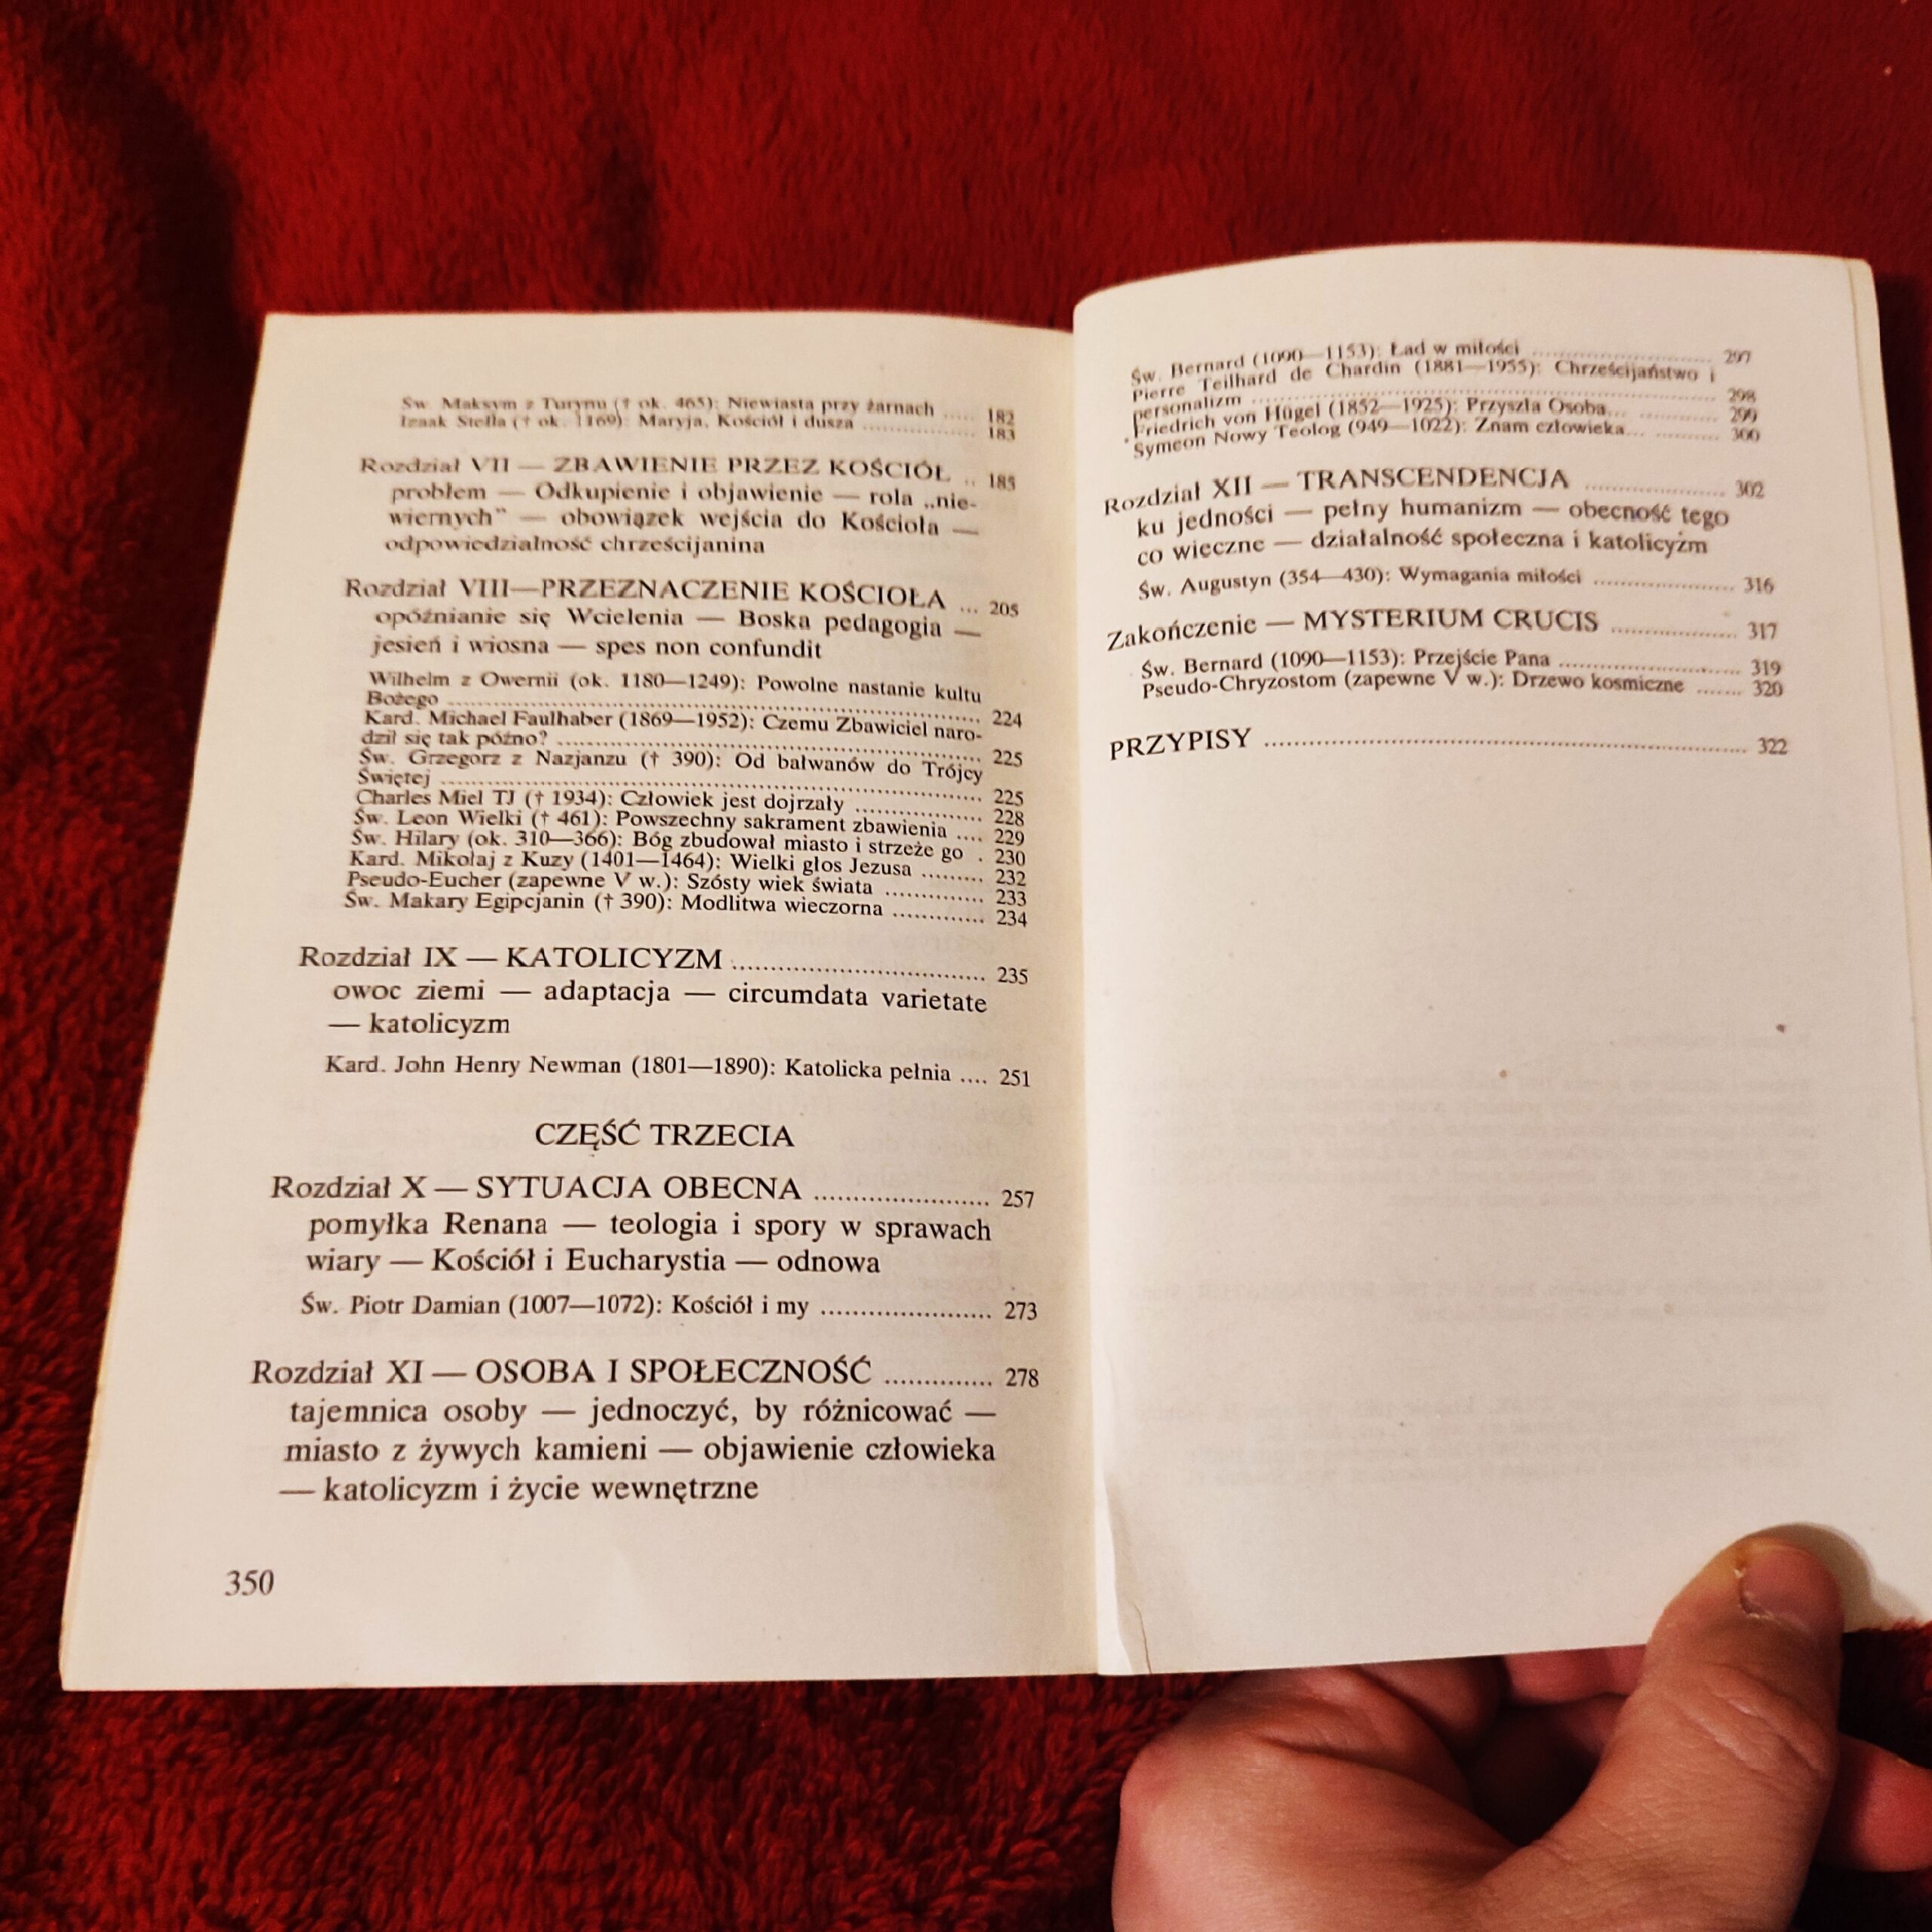 Św. Maksym z Turynu († ok. 465): Niewiasta przy żarnach ..... 182
Izaak Stella († ok. 1169): Maryja, Kościół i dusza ................ 183
Rozdział VII — ZBAWIENIE PRZEZ KOŚCIÓŁ .. 185
problem — Odkupienie i objawienie — rola „nie-
wiernych” — obowiązek wejścia do Kościoła —
odpowiedzialność chrześcijanina
Rozdział VIII—PRZEZNACZENIE KOŚCIOŁA ... 205
opóźnianie się Wcielenia — Boska pedagogia —
jesień i wiosna — spes non confundit
Wilhelm z Owernii (ok. 1180—1249): Powolne nastanie kultu
Bożego ................................................................ 224
Kard. Michael Faulhaber (1869—1952): Czemu Zbawiciel naro-
dził się tak późno? .................................................. 225
Św. Grzegorz z Nazjanzu († 390): Od bałwanów do Trójcy
Świętej ................................................................ 225
Charles Miel TJ († 1934): Człowiek jest dojrzały ................ 228
Św. Leon Wielki († 461): Powszechny sakrament zbawienia .... 229
Św. Hilary (ok. 310—366): Bóg zbudował miasto i strzeże go . 230
Kard. Mikołaj z Kuzy (1401—1464): Wielki głos Jezusa ......... 232
Pseudo-Eucher (zapewne V w.): Szósty wiek świata .............. 233
Św. Makary Egipcjanin († 390): Modlitwa wieczorna ............. 234
Rozdział IX — KATOLICYZM .................................. 235
owoc ziemi — adaptacja — circumdata varietate
— katolicyzm
Kard. John Henry Newman (1801—1890): Katolicka pełnia .... 251
CZĘŚĆ TRZECIA
Rozdział X — SYTUACJA OBECNA ....................... 257
pomyłka Renana — teologia i spory w sprawach
wiary — Kościół i Eucharystia — odnowa
Św. Piotr Damian (1007—1072): Kościół i my ...................... 273
Rozdział XI — OSOBA I SPOŁECZNOŚĆ .............. 278
tajemnica osoby — jednoczyć, by różnicować —
miasto z żywych kamieni — objawienie człowieka
— katolicyzm i życie wewnętrzne
350
Św. Bernard (1090—1153): Ład w miłości .......................... 297
Pierre Teilhard de Chardin (1881—1955): Chrześcijaństwo i
personalizm ................................................................ 298
Friedrich von Hügel (1852—1925): Przyszła Osoba... ........... 299
Symeon Nowy Teolog (949—1022): Znam człowieka... .......... 300
Rozdział XII — TRANSCENDENCJA .................... 302
ku jedności — pełny humanizm — obecność tego
co wieczne — działalność społeczna i katolicyzm
Św. Augustyn (354—430): Wymagania miłości .................... 316
Zakończenie — MYSTERIUM CRUCIS .................. 317
Św. Bernard (1090—1153): Przejście Pana .......................... 319
Pseudo-Chryzostom (zapewne V w.): Drzewo kosmiczne ....... 320
PRZYPISY ................................................................ 322